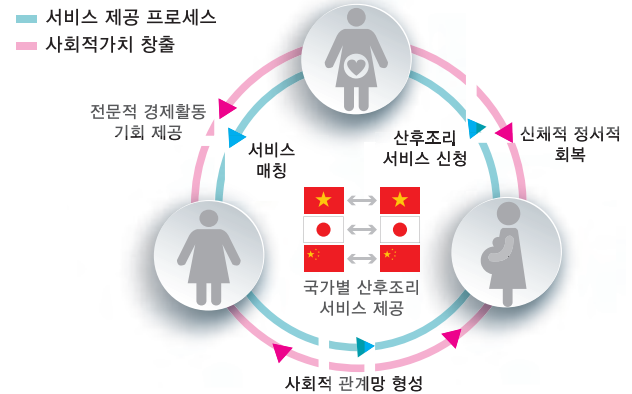 서비스 제공 프로세스
사회적가치 창출
전문적 경제활동
기회 제공
서비스
매칭
산후조리
서비스 신청
신체적 정서적
회복
국가별 산후조리
서비스 제공
사회적 관계망 형성